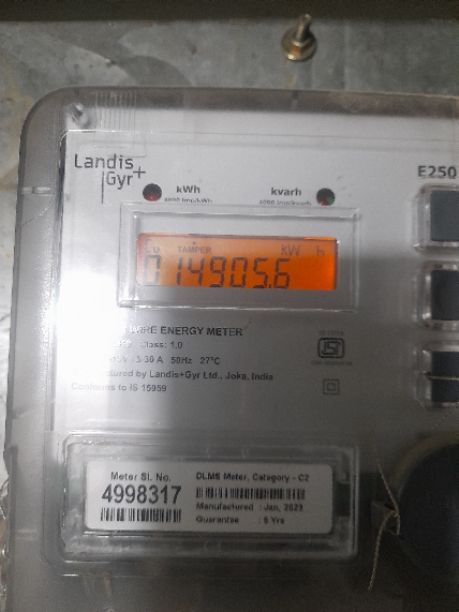 Landis
Gyr+
E250
kWh
kvarh
TAMPER kW h
014905.6
WIRE ENERGY METER
Class: 1.0
5-30 A 50Hz 27°C
by Landis+Gyr Ltd., Joka, India
Conforms to IS 15959
Meter Sl. No.
4998317
DLMS Meter, Category - C2
Manufactured : Jan, 2023
Guarantee : 5 Yrs